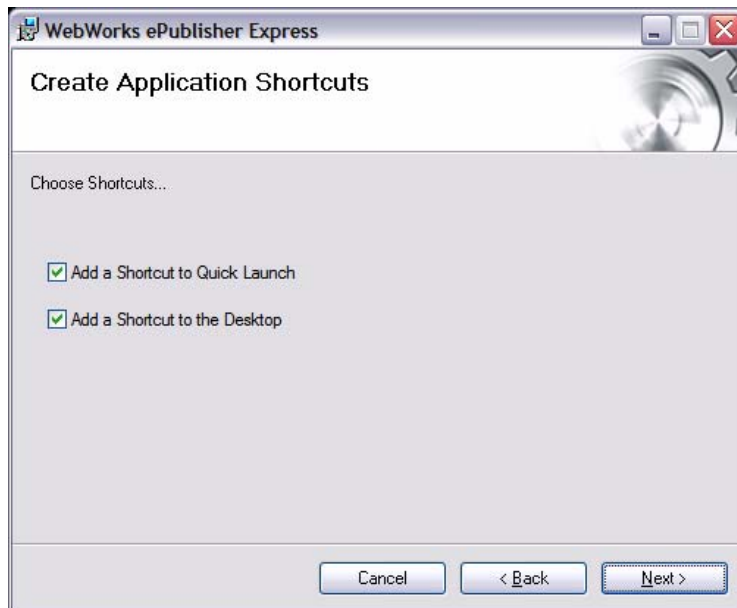 WebWorks ePublisher Express
Create Application Shortcuts
Choose Shortcuts...
Add a Shortcut to Quick Launch
Add a Shortcut to the Desktop
Cancel
< Back
Next >